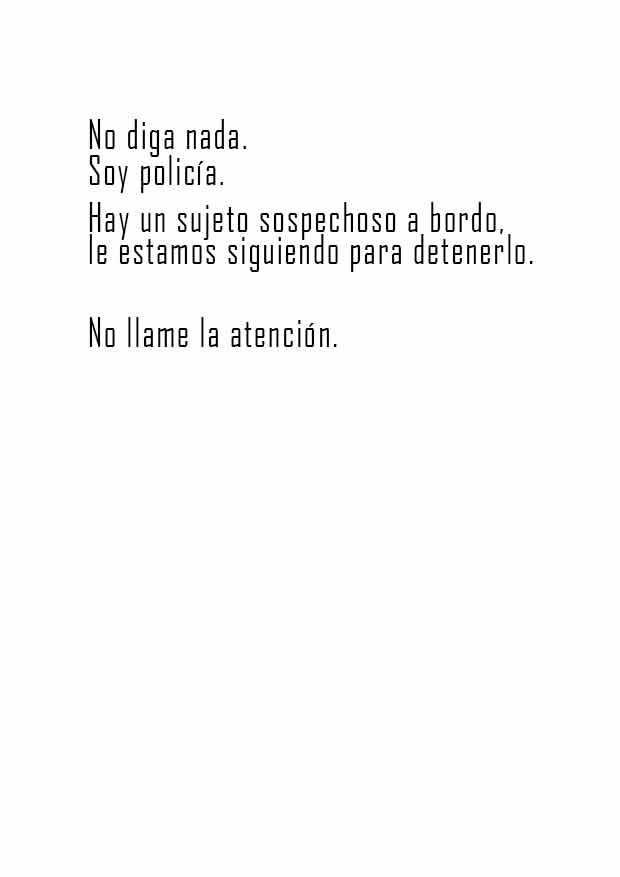 No diga nada.
Soy policía.
Hay un sujeto sospechoso a bordo,
le estamos siguiendo para detenerlo.
No llame la atención.